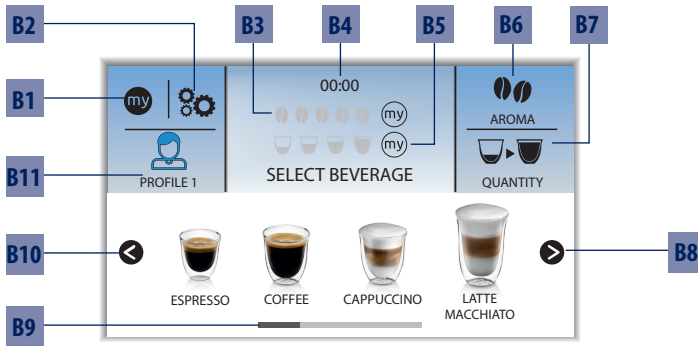 B2
B3
B4
B5
B6
B7
B1
my
00:00
my
AROMA
my
B11
PROFILE 1
SELECT BEVERAGE
QUANTITY
B10
B8
ESPRESSO
COFFEE
CAPPUCCINO
LATTE
MACCHIATO
B9